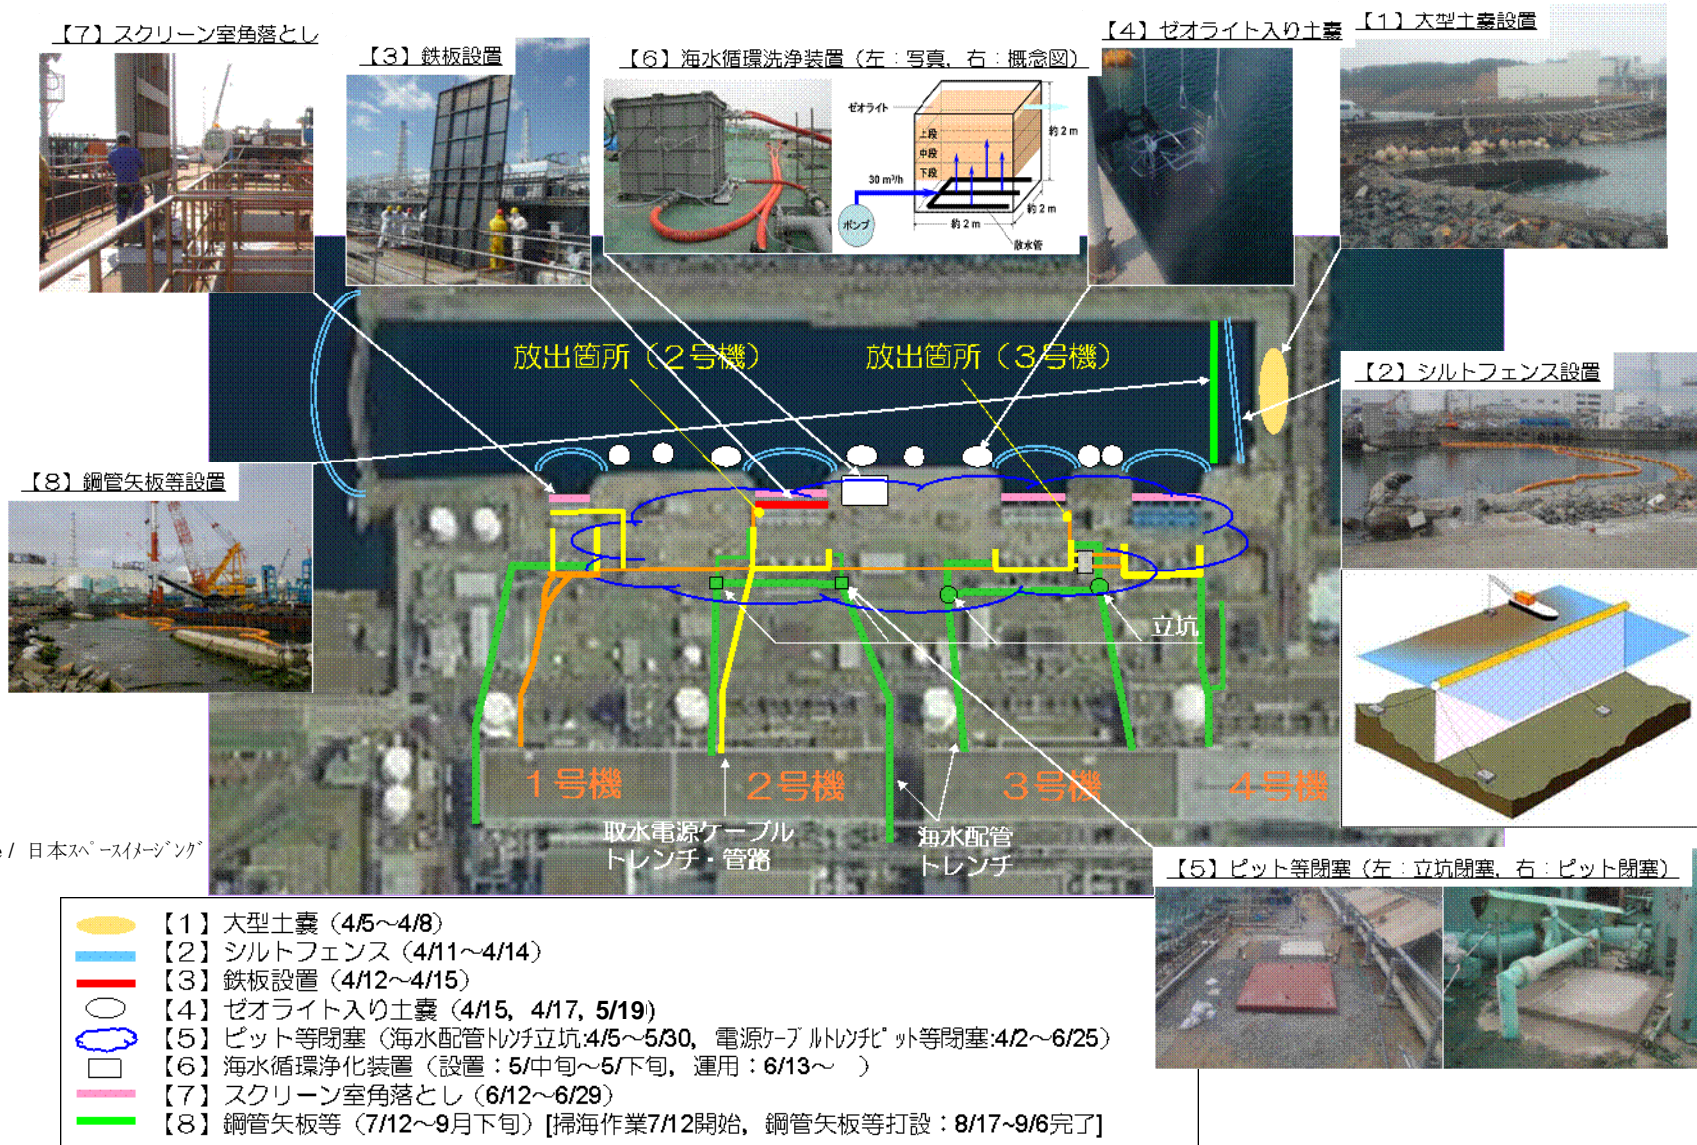 【7】スクリーン室角落とし
【3】鉄板設置
【6】海水循環洗浄装置（左：写真，右：概念図）
【4】ゼオライト入り土嚢
【1】大型土嚢設置
ゼオライト
上段
中段
下段
約2m
30 m³/h
約2m
約2m
ポンプ
散水管
放出箇所（２号機）
放出箇所（３号機）
【2】シルトフェンス設置
【8】鋼管矢板等設置
立坑
１号機
２号機
３号機
４号機
取水電源ケーブル
トレンチ・管路
海水配管
トレンチ
/ 日本スペースイメージング
【5】ピット等閉塞（左：立坑閉塞，右：ピット閉塞）
【1】大型土嚢（4/5～4/8）
【2】シルトフェンス（4/11～4/14）
【3】鉄板設置（4/12～4/15）
【4】ゼオライト入り土嚢（4/15，4/17，5/19）
【5】ピット等閉塞（海水配管トレンチ立坑:4/5～5/30，電源ケーブルトレンチピット等閉塞:4/2～6/25）
【6】海水循環浄化装置（設置：5/中旬～5/下旬，運用：6/13～　）
【7】スクリーン室角落とし（6/12～6/29）
【8】鋼管矢板等（7/12～9月下旬）[掃海作業7/12開始，鋼管矢板等打設：8/17~9/6完了]